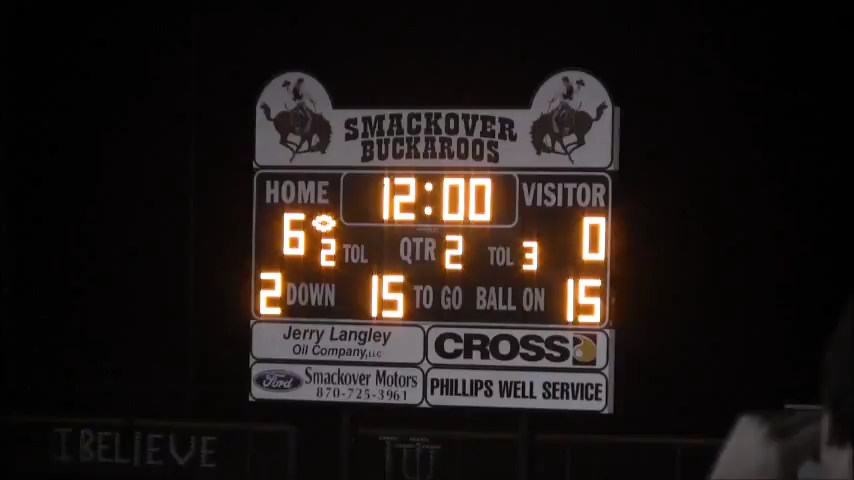 SMACKOVER
BUCKAROOS
HOME 12:00 VISITOR
6 2 TOL QTR 2 TOL 3 0
2 DOWN 15 TO GO BALL ON 15
Jerry Langley
Oil Company, LLC
CROSS
Ford Smackover Motors
870-725-3961
PHILLIPS WELL SERVICE
I BELIEVE